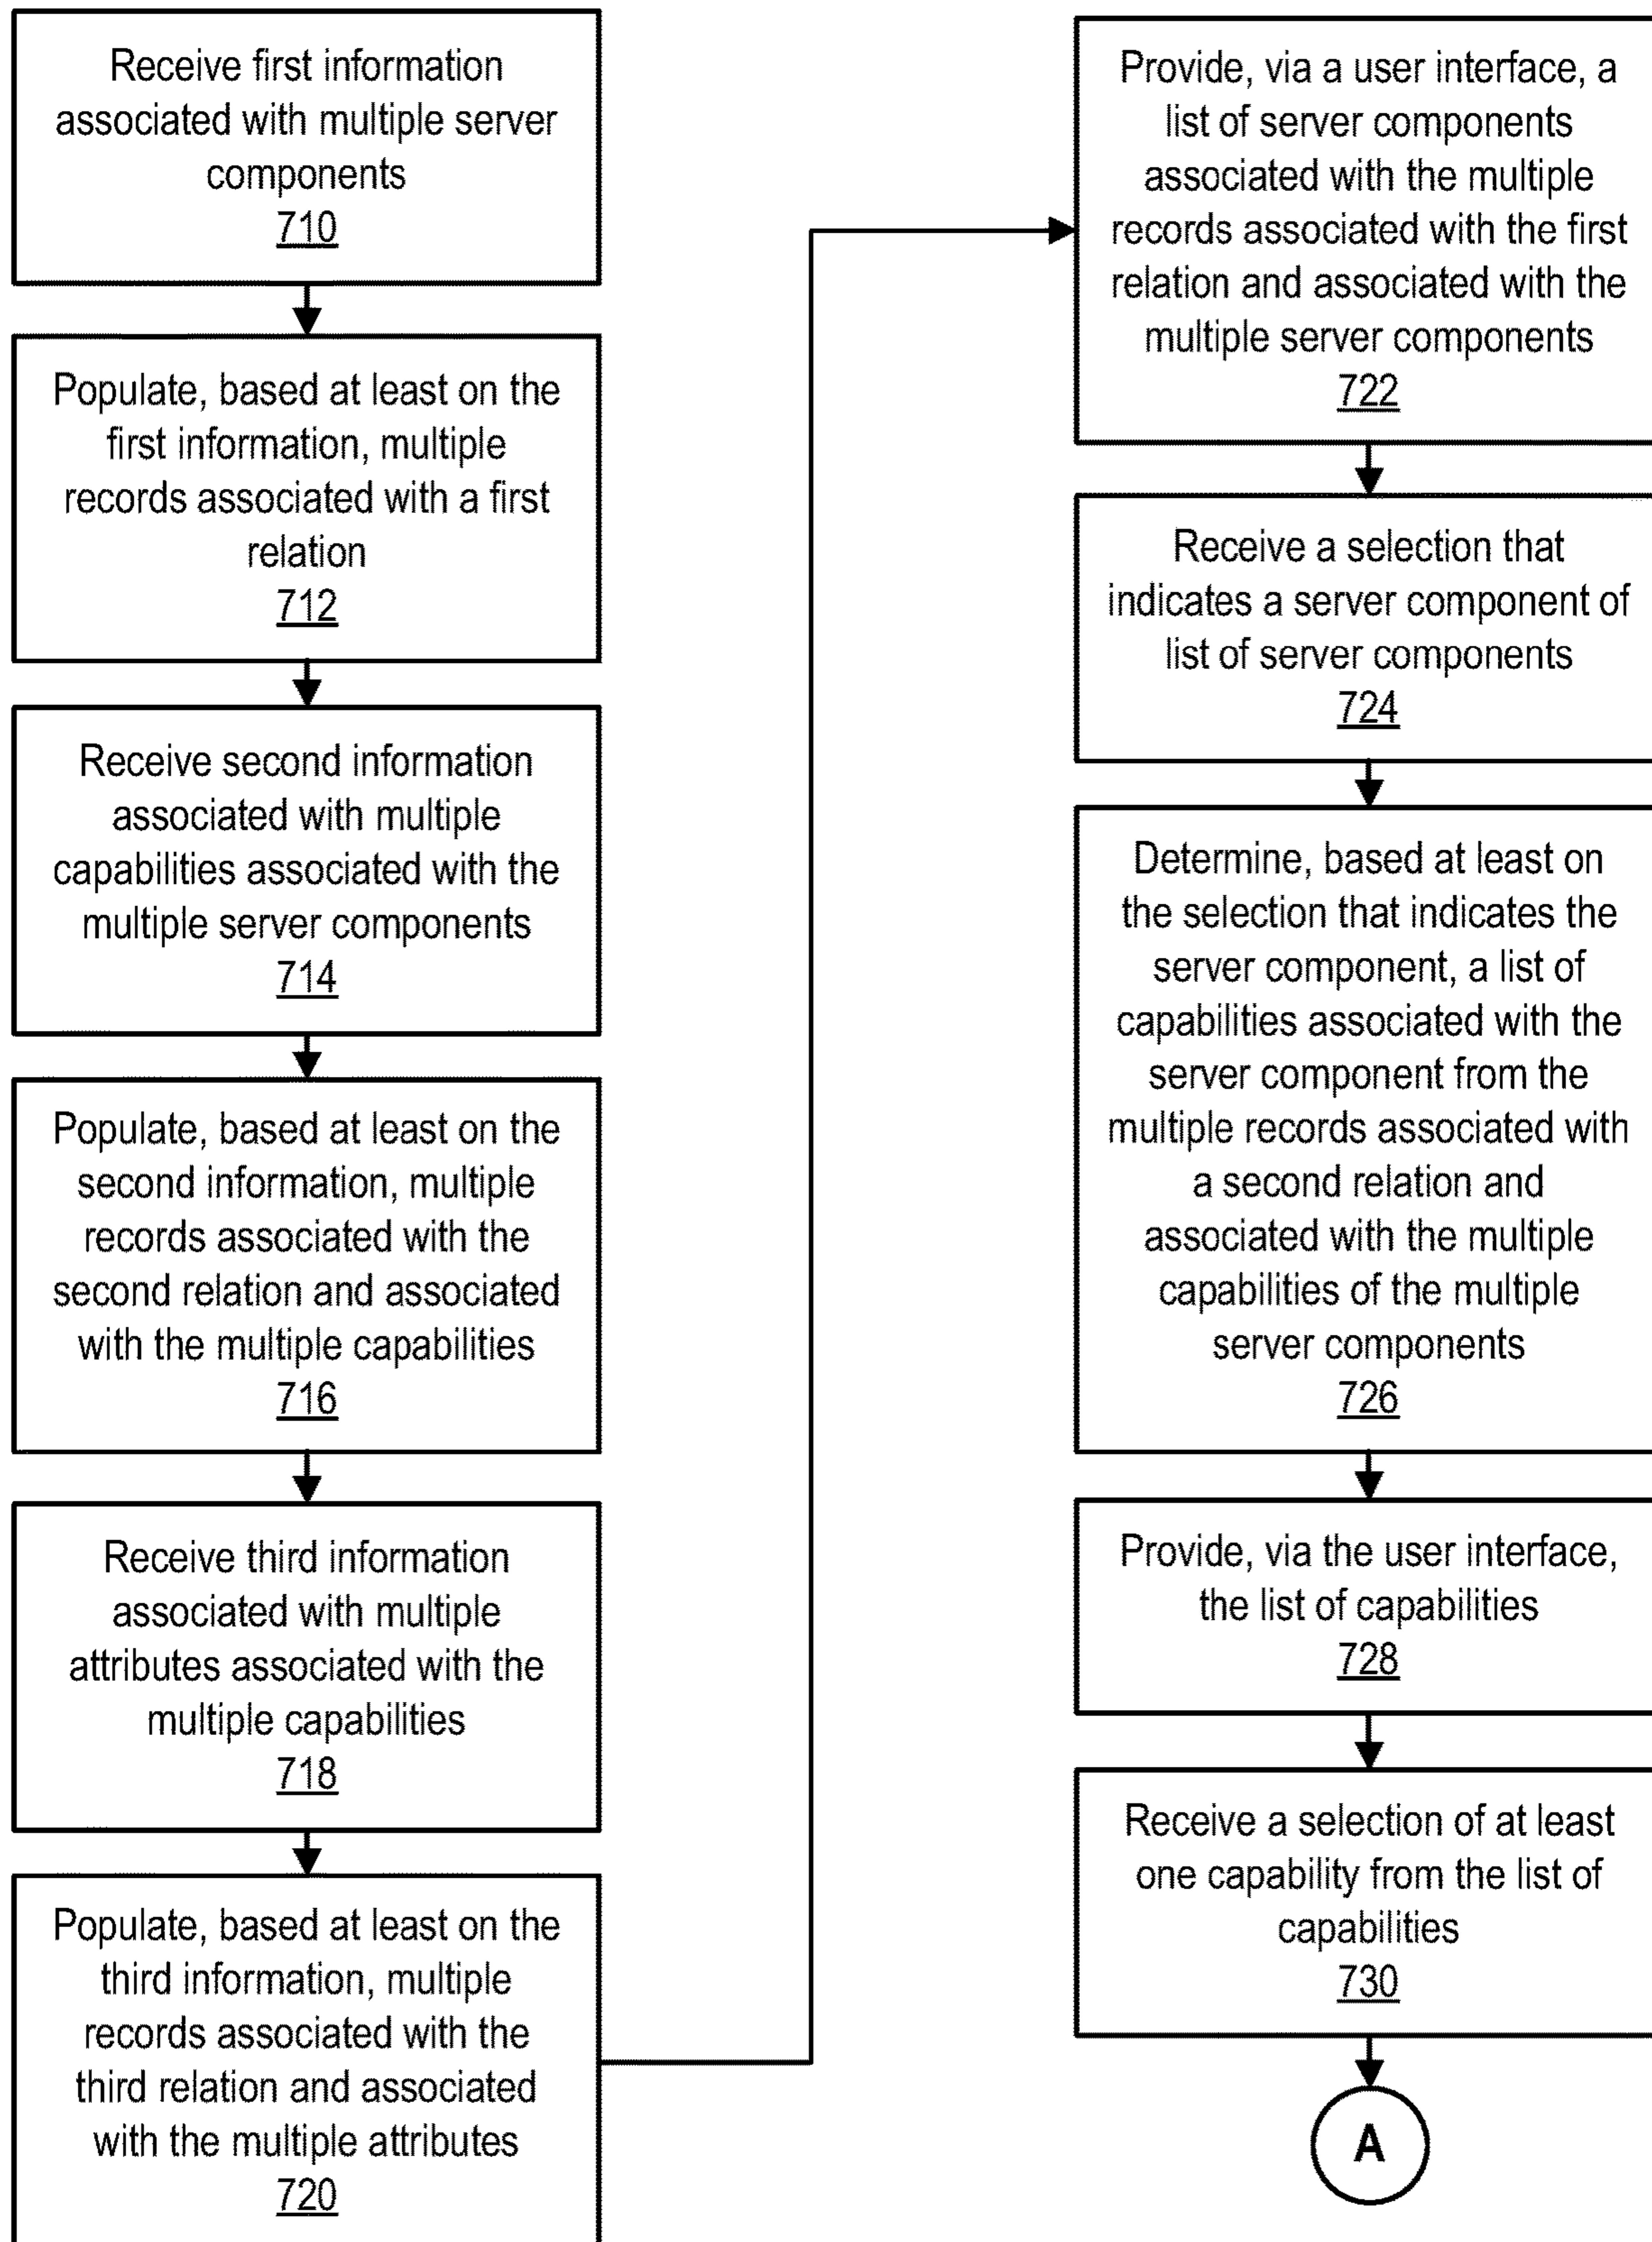 Receive first information
associated with multiple server
components
710
Populate, based at least on the
first information, multiple
records associated with a first
relation
712
Receive second information
associated with multiple
capabilities associated with the
multiple server components
714
Populate, based at least on the
second information, multiple
records associated with the
second relation and associated
with the multiple capabilities
716
Receive third information
associated with multiple
attributes associated with the
multiple capabilities
718
Populate, based at least on the
third information, multiple
records associated with the
third relation and associated
with the multiple attributes
720
Provide, via a user interface, a
list of server components
associated with the multiple
records associated with the first
relation and associated with the
multiple server components
722
Receive a selection that
indicates a server component of
list of server components
724
Determine, based at least on
the selection that indicates the
server component, a list of
capabilities associated with the
server component from the
multiple records associated with
a second relation and
associated with the multiple
capabilities of the multiple
server components
726
Provide, via the user interface,
the list of capabilities
728
Receive a selection of at least
one capability from the list of
capabilities
730
A